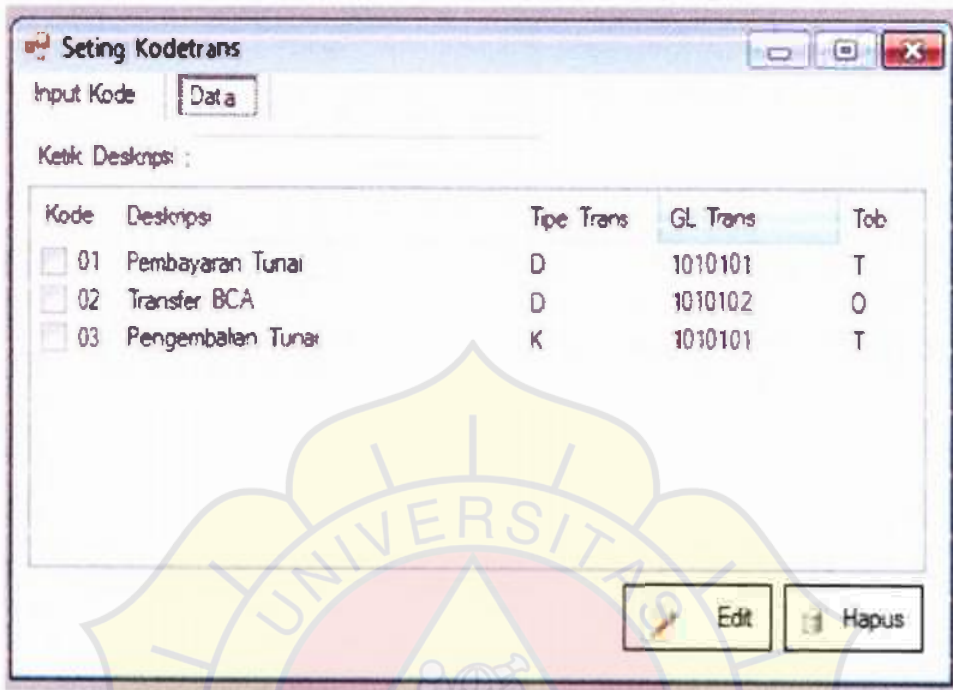 Seting Kodetrans
Input Kode Data
Ketik Deskripsi :
Kode Deskripsi Tipe Trans GL Trans Tob
01 Pembayaran Tunai D 1010101 T
02 Transfer BCA D 1010102 O
03 Pengembalian Tunai K 1010101 T
UNIVERSITAS
Edit Hapus